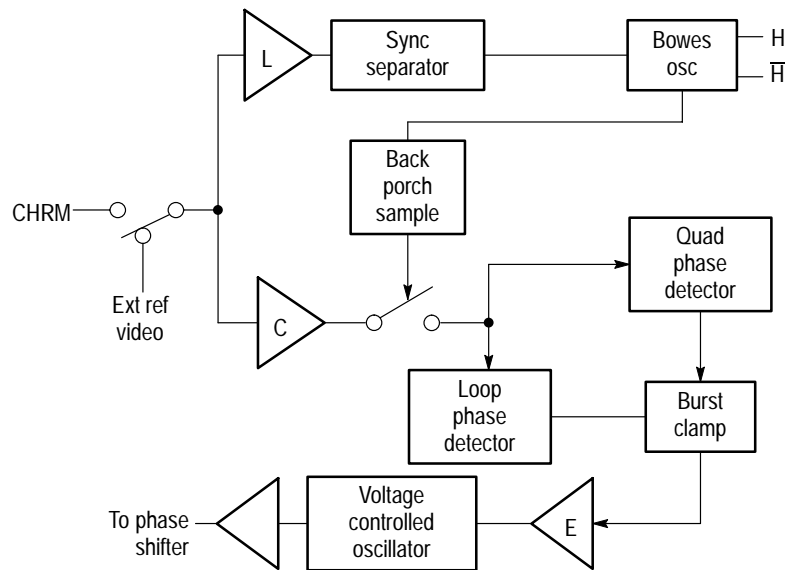 L
Sync
separator
Bowes
osc
H
H̅
Back
porch
sample
CHRM
Ext ref
video
C
Quad
phase
detector
Loop
phase
detector
Burst
clamp
To phase
shifter
Voltage
controlled
oscillator
E